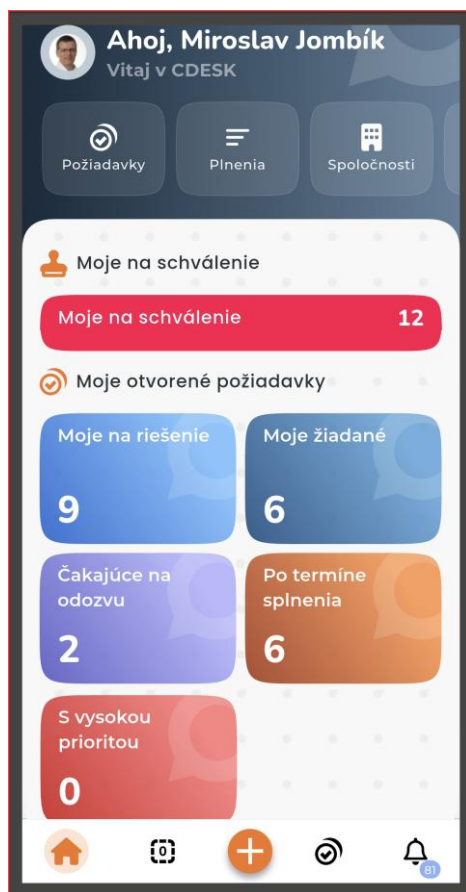 Ahoj, Miroslav Jombík
Vitaj v CDESK
Požiadavky
Plnenia
Spoločnosti
Moje na schválenie
Moje na schválenie 12
Moje otvorené požiadavky
Moje na riešenie
9
Moje žiadané
6
Čakajúce na
odozvu
2
Po termíne
splnenia
6
S vysokou
prioritou
0
0
81